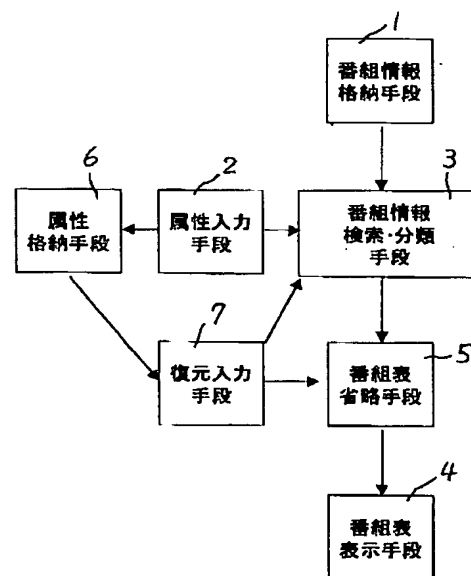 1
番組情報
格納手段
6
属性
格納手段
2
属性入力
手段
3
番組情報
検索・分類
手段
7
復元入力
手段
5
番組表
省略手段
4
番組表
表示手段